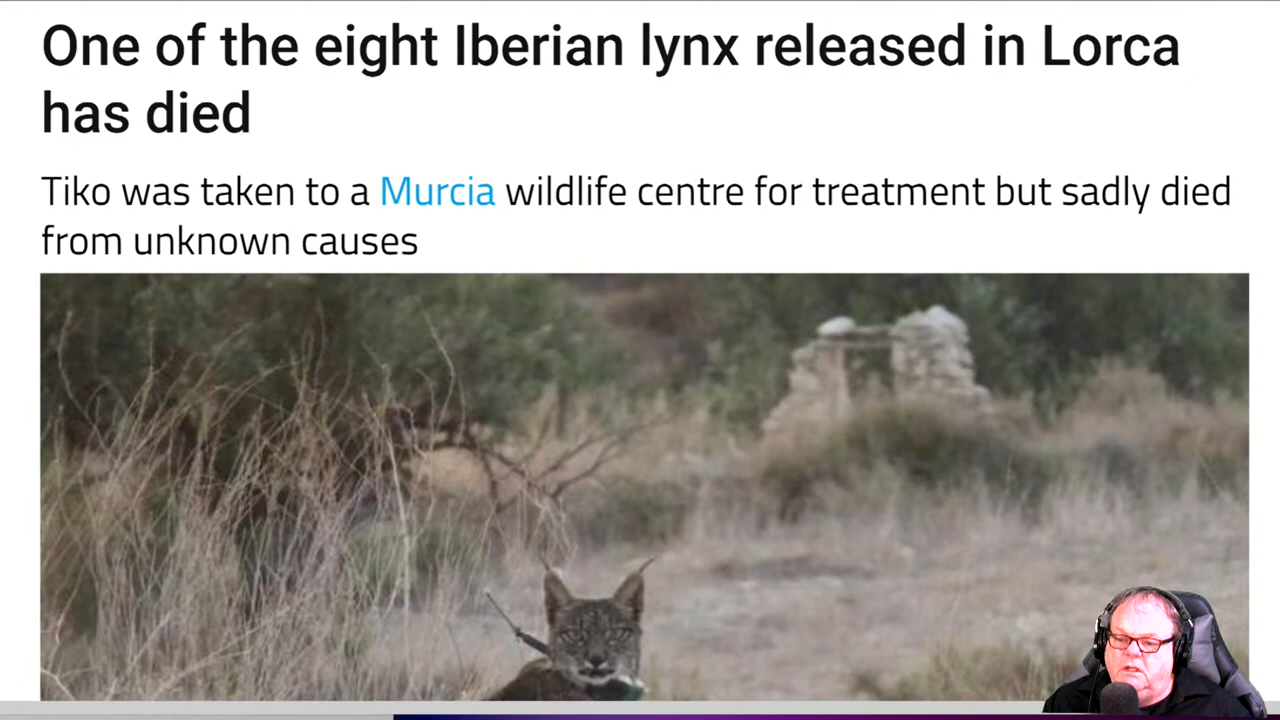 One of the eight Iberian lynx released in Lorca
has died
Tiko was taken to a Murcia wildlife centre for treatment but sadly died
from unknown causes